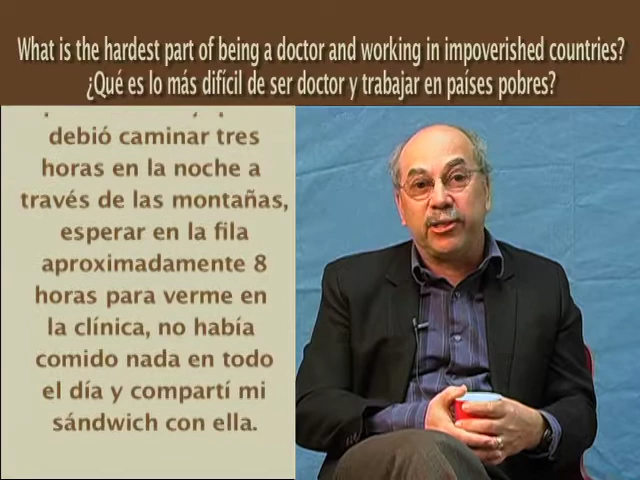 What is the hardest part of being a doctor and working in impoverished countries?
¿Qué es lo más difícil de ser doctor y trabajar en países pobres?
debió caminar tres
horas en la noche a
través de las montañas,
esperar en la fila
aproximadamente 8
horas para verme en
la clínica, no había
comido nada en todo
el día y compartí mi
sándwich con ella.